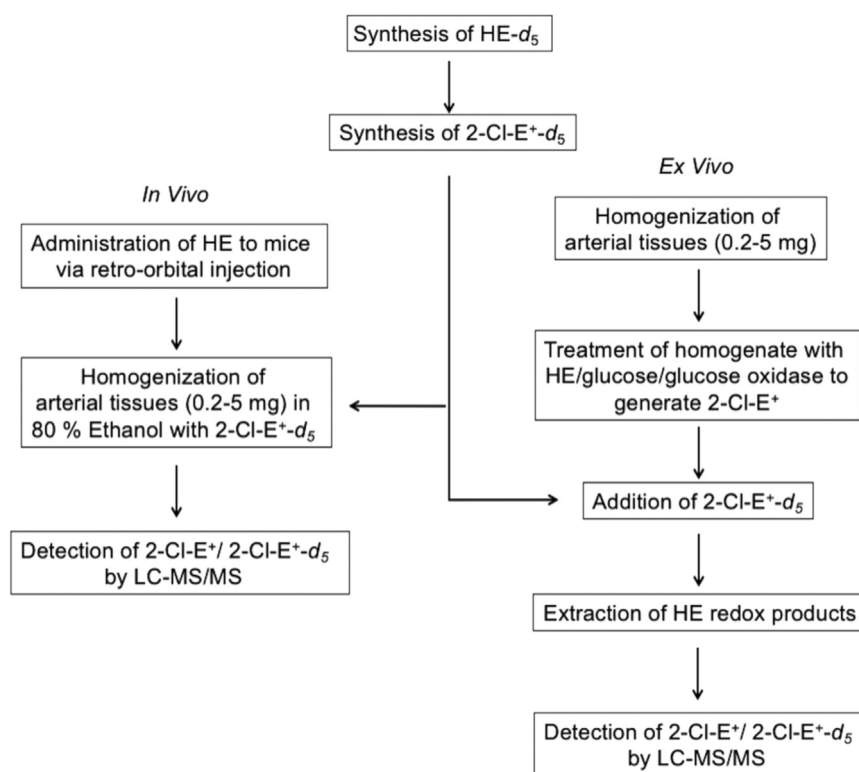 Synthesis of HE-d₅
Synthesis of 2-Cl-E⁺-d₅
In Vivo
Administration of HE to mice
via retro-orbital injection
Homogenization of
arterial tissues (0.2-5 mg) in
80 % Ethanol with 2-Cl-E⁺-d₅
Detection of 2-Cl-E⁺/ 2-Cl-E⁺-d₅
by LC-MS/MS
Ex Vivo
Homogenization of
arterial tissues (0.2-5 mg)
Treatment of homogenate with
HE/glucose/glucose oxidase to
generate 2-Cl-E⁺
Addition of 2-Cl-E⁺-d₅
Extraction of HE redox products
Detection of 2-Cl-E⁺/ 2-Cl-E⁺-d₅
by LC-MS/MS